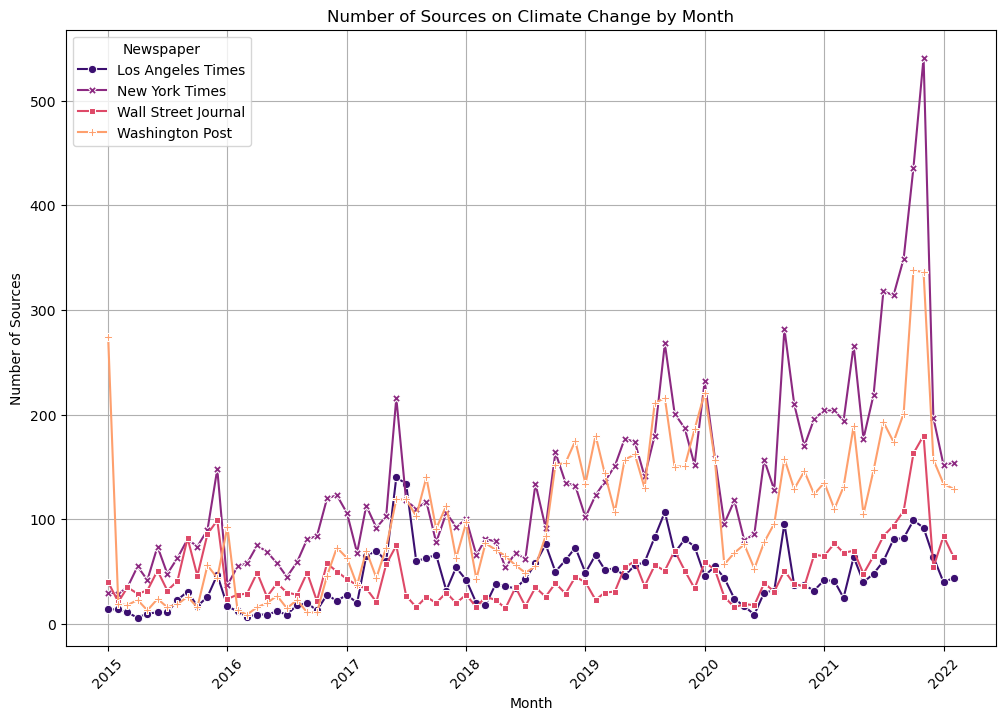 Number of Sources on Climate Change by Month
Newspaper
Los Angeles Times
New York Times
Wall Street Journal
Washington Post
Number of Sources
500
400
300
200
100
0
2015
2016
2017
2018
2019
2020
2021
2022
Month